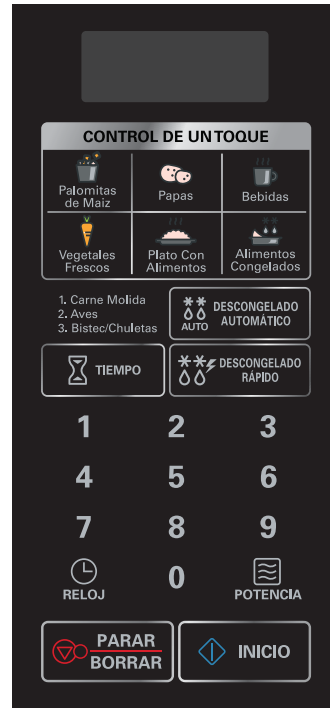 CONTROL DE UN TOQUE
Palomitas
de Maiz
Papas
Bebidas
Vegetales
Frescos
Plato Con
Alimentos
Alimentos
Congelados
1. Carne Molida
2. Aves
3. Bistec/Chuletas
AUTO
DESCONGELADO
AUTOMÁTICO
TIEMPO
DESCONGELADO
RÁPIDO
1 2 3
4 5 6
7 8 9
RELOJ
0
POTENCIA
PARAR
BORRAR
INICIO